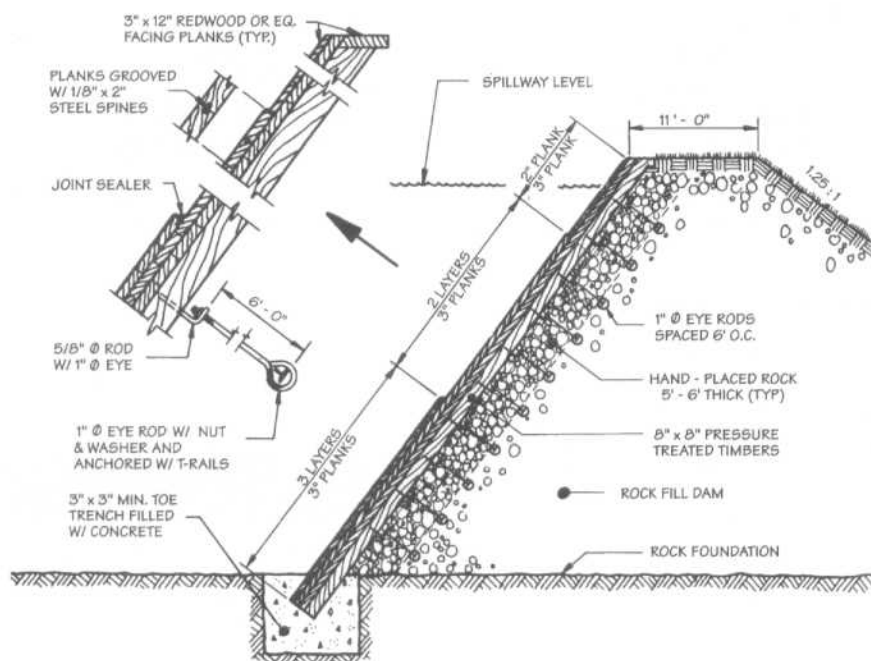 3" x 12" REDWOOD OR EQ.
FACING PLANKS (TYP.)
PLANKS GROOVED
W/ 1/8" x 2"
STEEL SPINES
JOINT SEALER
6' - 0"
5/8" Ø ROD
W/ 1" Ø EYE
1" Ø EYE ROD W/ NUT
& WASHER AND
ANCHORED W/ T-RAILS
3" x 3" MIN. TOE
TRENCH FILLED
W/ CONCRETE
SPILLWAY LEVEL
2" PLANK
3" PLANK
2 LAYERS
3" PLANKS
3 LAYERS
3" PLANKS
11' - 0"
1.25 : 1
1" Ø EYE RODS
SPACED 6' O.C.
HAND - PLACED ROCK
5' - 6' THICK (TYP)
8" x 8" PRESSURE
TREATED TIMBERS
ROCK FILL DAM
ROCK FOUNDATION